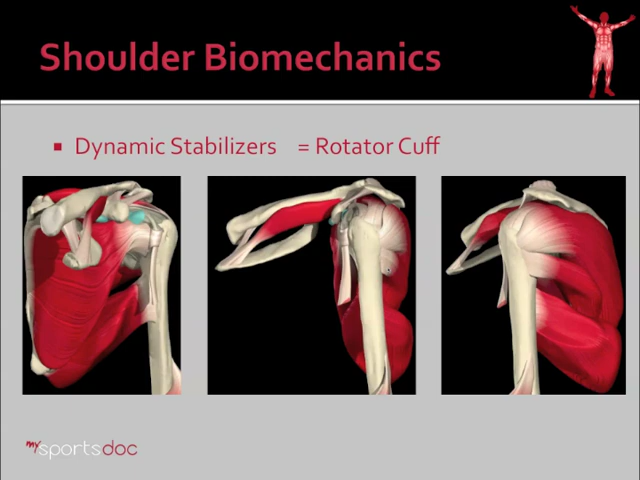 Shoulder Biomechanics
▪ Dynamic Stabilizers = Rotator Cuff
mysportsdoc